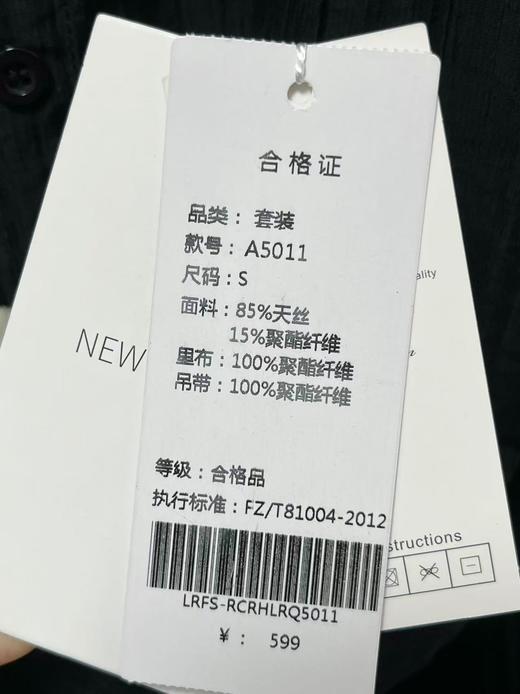 合格证
品类： 套装
款号：A5011
尺码：S
面料：85%天丝
15%聚酯纤维
里布：100%聚酯纤维
吊带：100%聚酯纤维
等级：合格品
执行标准：FZ/T81004-2012
LRFS-RCRHLRQ5011
¥： 599
NEW
ality
structions